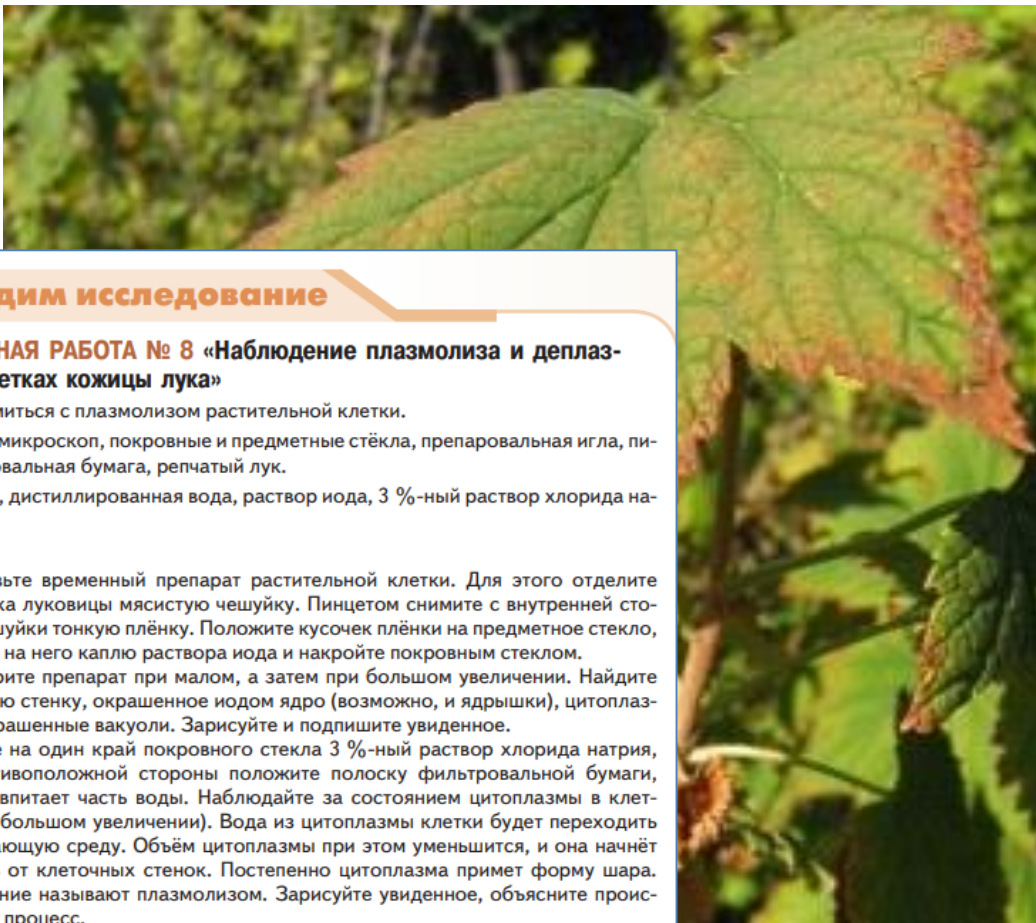 дим исследование
НАЯ РАБОТА № 8 «Наблюдение плазмолиза и деплаз-
етках кожицы лука»
миться с плазмолизом растительной клетки.
микроскоп, покровные и предметные стёкла, препаровальная игла, пи-
овальная бумага, репчатый лук.
, дистиллированная вода, раствор иода, 3 %-ный раствор хлорида на-
вьте временный препарат растительной клетки. Для этого отделите
ка луковицы мясистую чешуйку. Пинцетом снимите с внутренней сто-
шуйки тонкую плёнку. Положите кусочек плёнки на предметное стекло,
на него каплю раствора иода и накройте покровным стеклом.
рите препарат при малом, а затем при большом увеличении. Найдите
ю стенку, окрашенное иодом ядро (возможно, и ядрышки), цитоплаз-
рашенные вакуоли. Зарисуйте и подпишите увиденное.
е на один край покровного стекла 3 %-ный раствор хлорида натрия,
тивоположной стороны положите полоску фильтровальной бумаги,
впитает часть воды. Наблюдайте за состоянием цитоплазмы в клет-
большом увеличении). Вода из цитоплазмы клетки будет переходить
ающую среду. Объём цитоплазмы при этом уменьшится, и она начнёт
от клеточных стенок. Постепенно цитоплазма примет форму шара.
ние называют плазмолизом. Зарисуйте увиденное, объясните проис-
процесс.